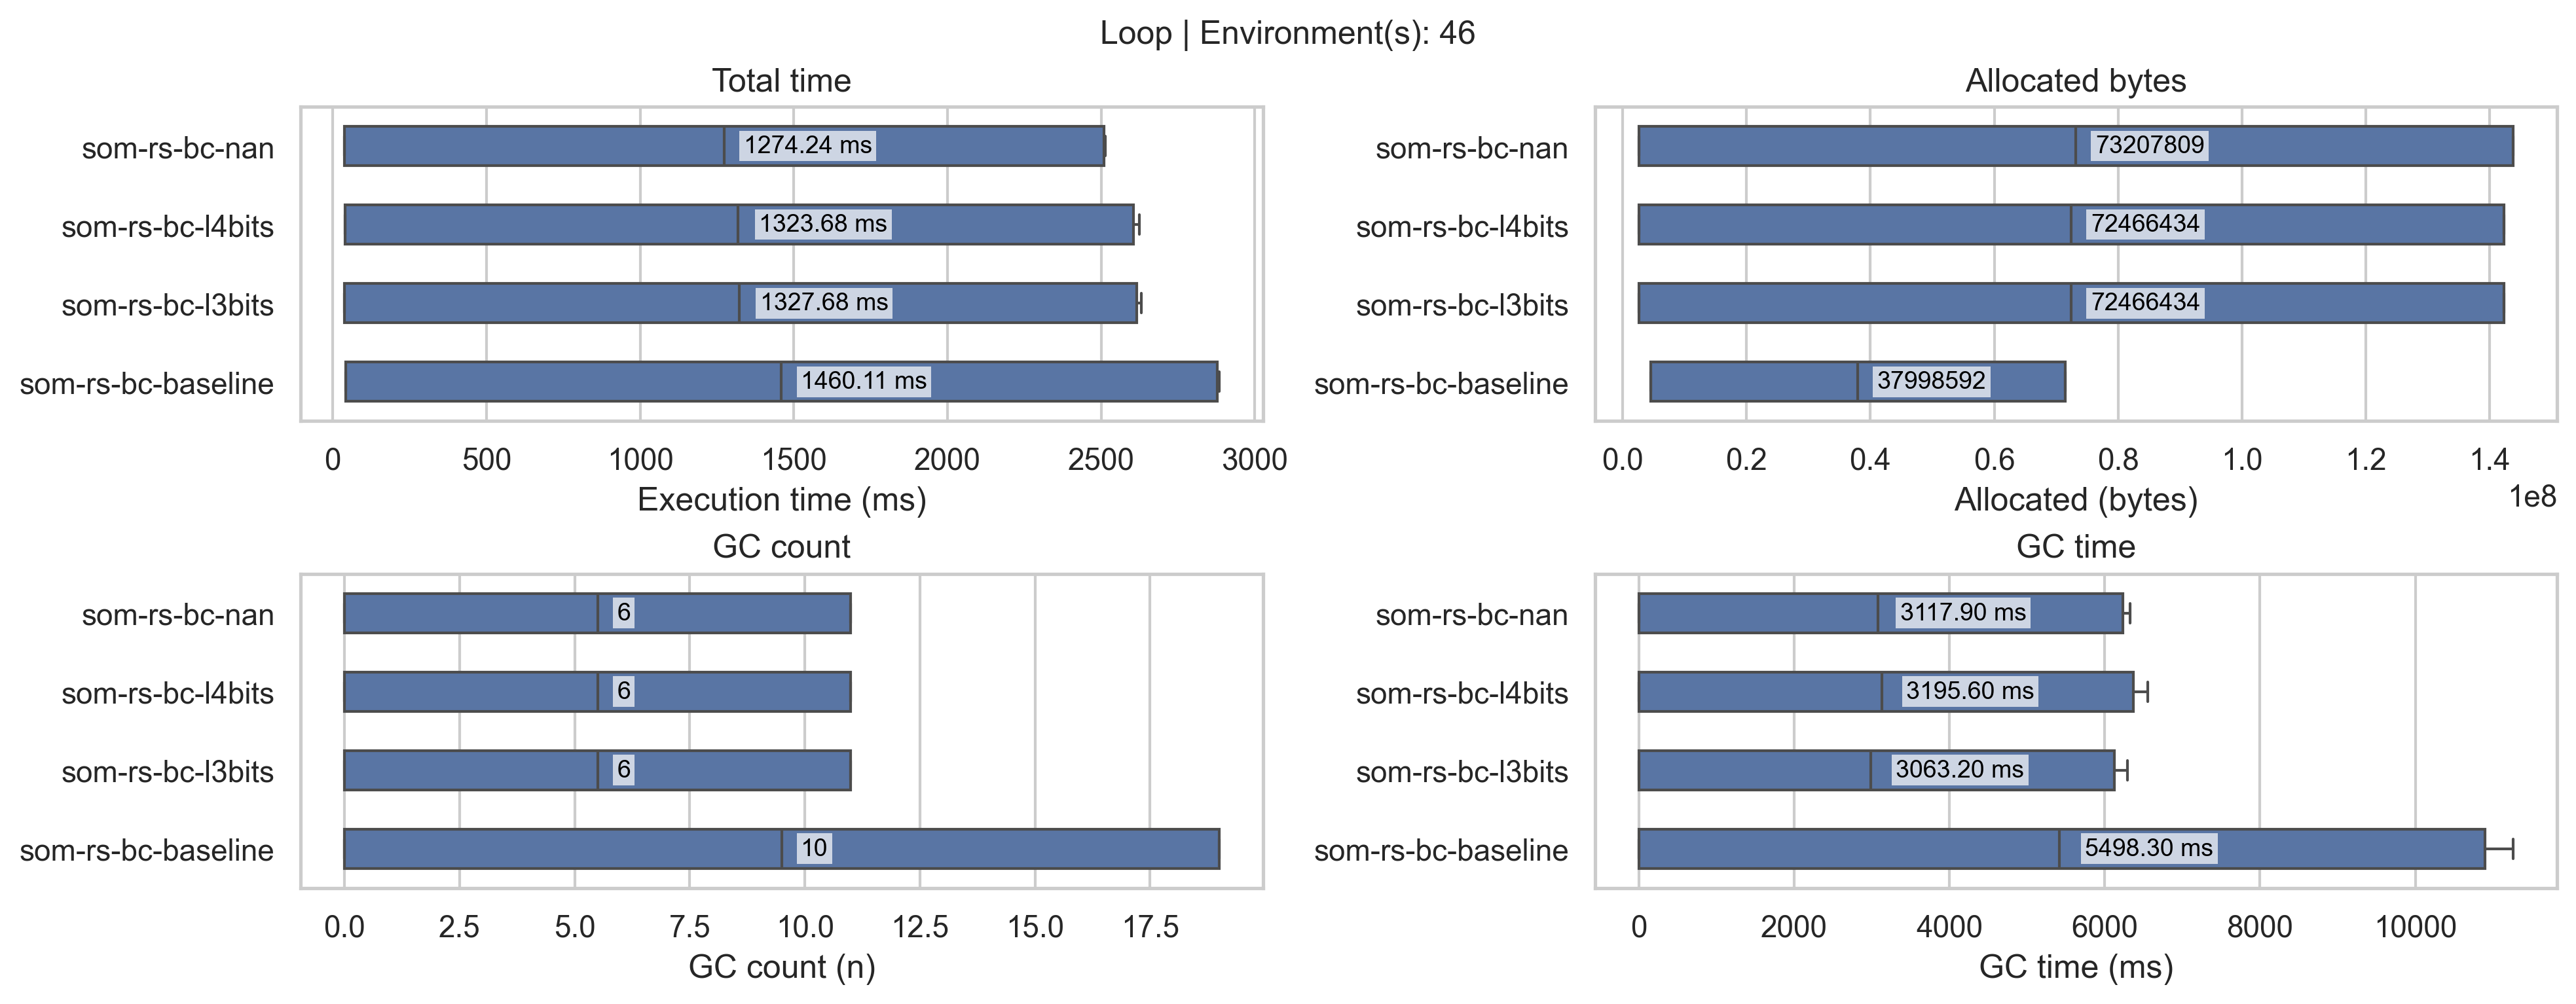 Loop | Environment(s): 46
Total time
som-rs-bc-nan
1274.24 ms
som-rs-bc-l4bits
1323.68 ms
som-rs-bc-l3bits
1327.68 ms
som-rs-bc-baseline
1460.11 ms
0 500 1000 1500 2000 2500 3000
Execution time (ms)
Allocated bytes
som-rs-bc-nan
73207809
som-rs-bc-l4bits
72466434
som-rs-bc-l3bits
72466434
som-rs-bc-baseline
37998592
0.0 0.2 0.4 0.6 0.8 1.0 1.2 1.4
1e8
Allocated (bytes)
GC count
som-rs-bc-nan
6
som-rs-bc-l4bits
6
som-rs-bc-l3bits
6
som-rs-bc-baseline
10
0.0 2.5 5.0 7.5 10.0 12.5 15.0 17.5
GC count (n)
GC time
som-rs-bc-nan
3117.90 ms
som-rs-bc-l4bits
3195.60 ms
som-rs-bc-l3bits
3063.20 ms
som-rs-bc-baseline
5498.30 ms
0 2000 4000 6000 8000 10000
GC time (ms)